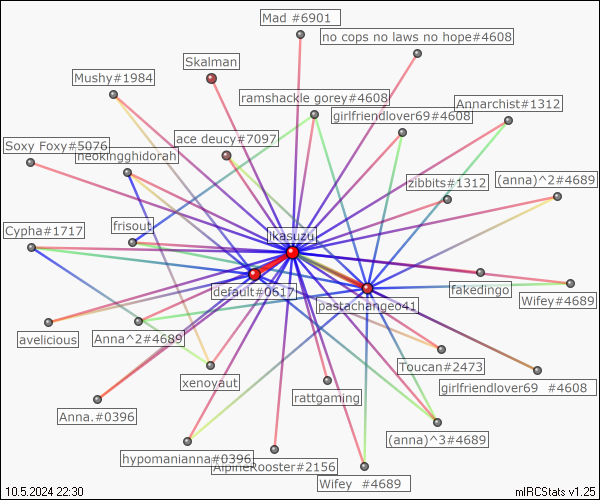 Mad #6901
no cops no laws no hope#4608
Skalman
Mushy#1984
ramshackle gorey#4608
Annarchist#1312
girlfriendlover69#4608
ace deucy#7097
Soxy Foxy#5076
neokingghidorah
zibbits#1312
(anna)^2#4689
frisout
Cypha#1717
ikasuzu
default#0617
fakedingo
pastachange041
Wifey#4689
avelicious
Anna^2#4689
Toucan#2473
xenoyaut
girlfriendlover69 #4608
rattgaming
Anna.#0396
(anna)^3#4689
hypomanianna#0396
AlpineRooster#2156
Wifey #4689
10.5.2024 22:30
mIRCStats v1.25